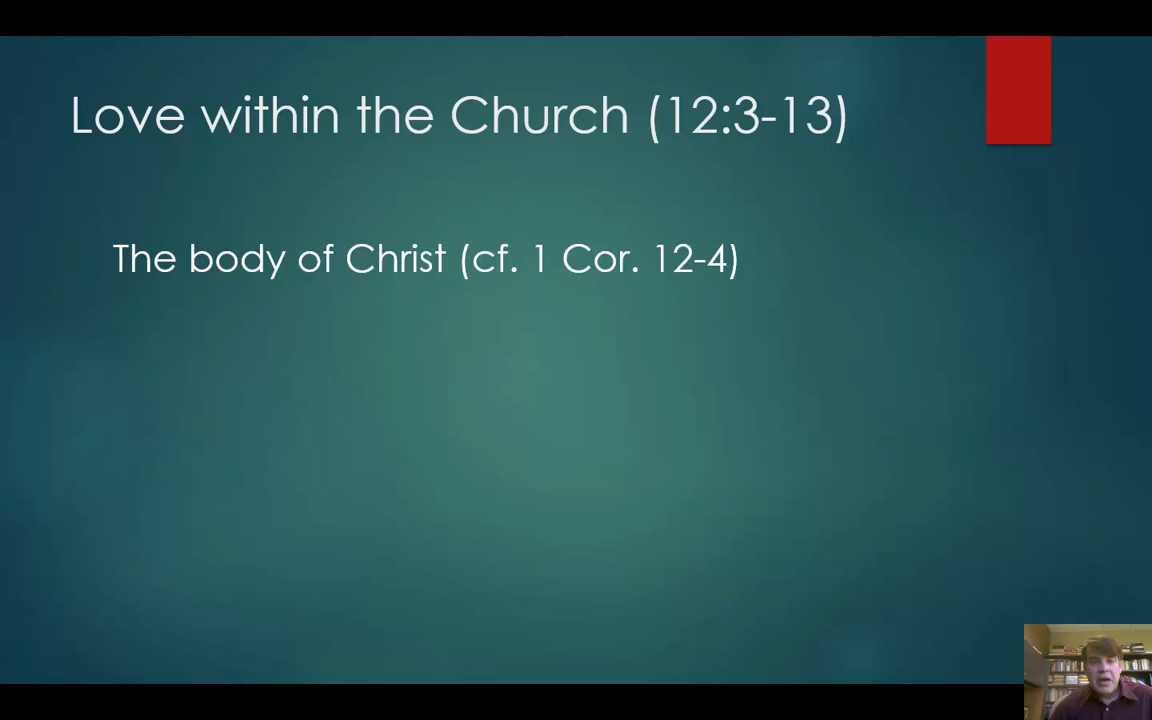 Love within the Church (12:3-13)
The body of Christ (cf. 1 Cor. 12-4)